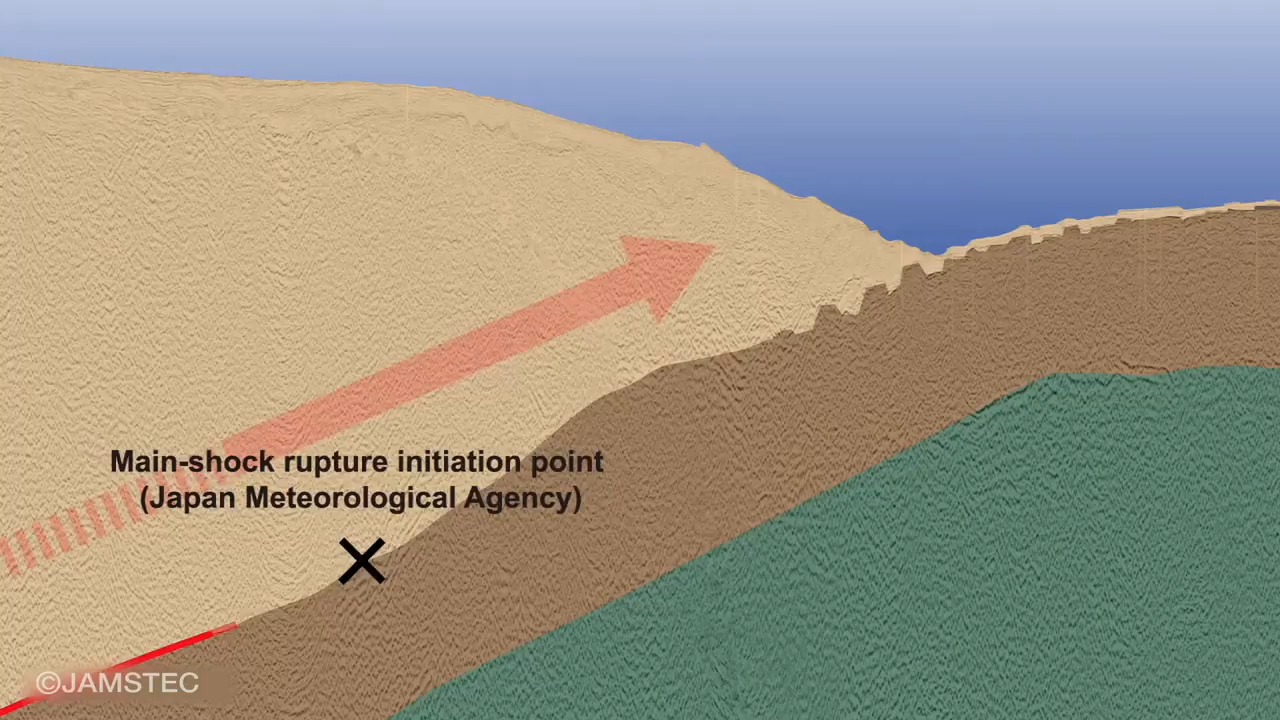 Main-shock rupture initiation point
(Japan Meteorological Agency)
©JAMSTEC